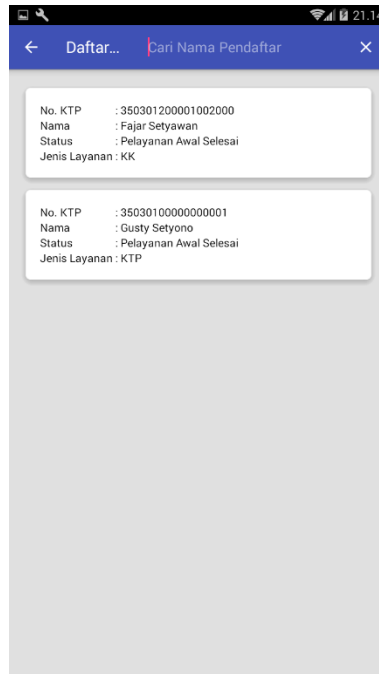 21.14
Daftar... Cari Nama Pendaftar
No. KTP : 350301200001002000
Nama : Fajar Setyawan
Status : Pelayanan Awal Selesai
Jenis Layanan : KK
No. KTP : 35030100000000001
Nama : Gusty Setyono
Status : Pelayanan Awal Selesai
Jenis Layanan : KTP